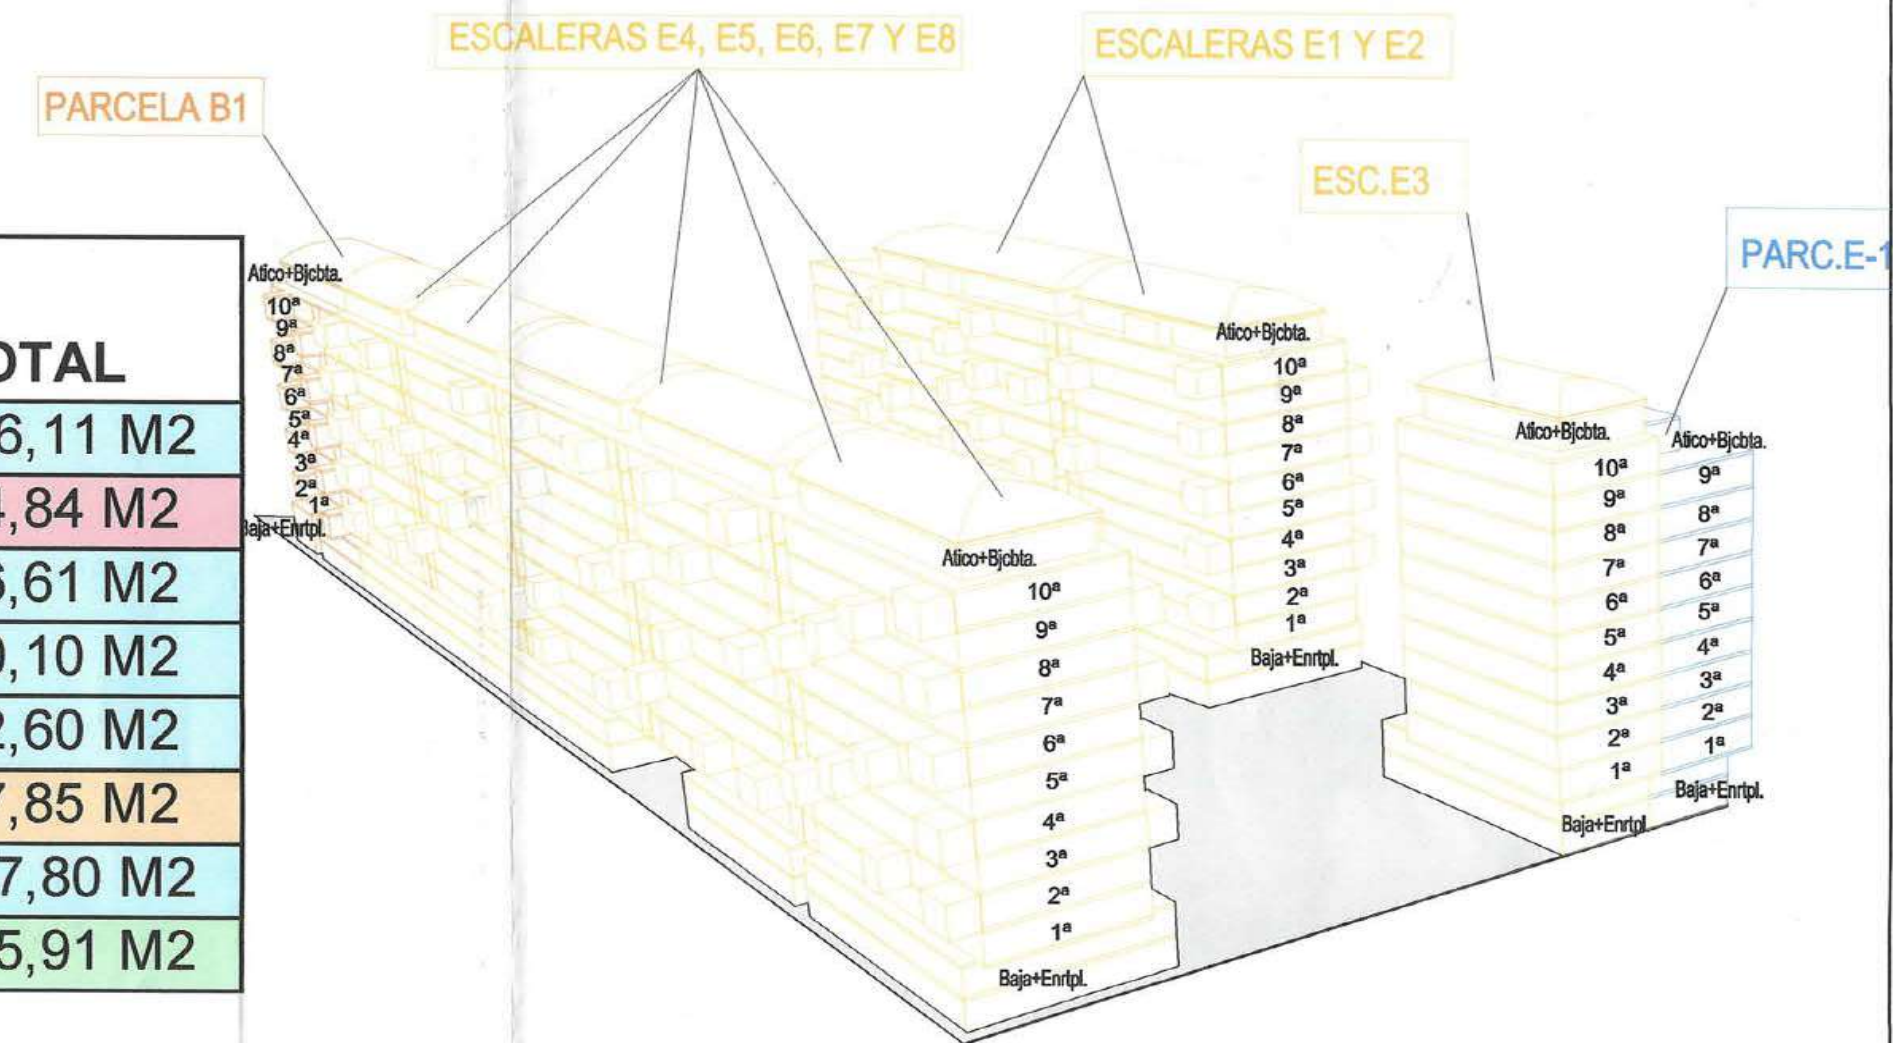 ESCALERAS E4, E5, E6, E7 Y E8
ESCALERAS E1 Y E2
PARCELA B1
ESC.E3
PARC.E-1
OTAL
6,11 M2
4,84 M2
6,61 M2
0,10 M2
2,60 M2
7,85 M2
7,80 M2
5,91 M2
Atico+Bjcbta.
10ª
9ª
8ª
7ª
6ª
5ª
4ª
3ª
2ª
1ª
Baja+Enrtpl.
Atico+Bjcbta.
10ª
9ª
8ª
7ª
6ª
5ª
4ª
3ª
2ª
1ª
Baja+Enrtpl.
Atico+Bjcbta.
10ª
9ª
8ª
7ª
6ª
5ª
4ª
3ª
2ª
1ª
Baja+Enrtpl.
Atico+Bjcbta.
10ª
9ª
8ª
7ª
6ª
5ª
4ª
3ª
2ª
1ª
Baja+Enrtpl
Atico+Bjcbta.
9ª
8ª
7ª
6ª
5ª
4ª
3ª
2ª
1ª
Baja+Enrtpl.